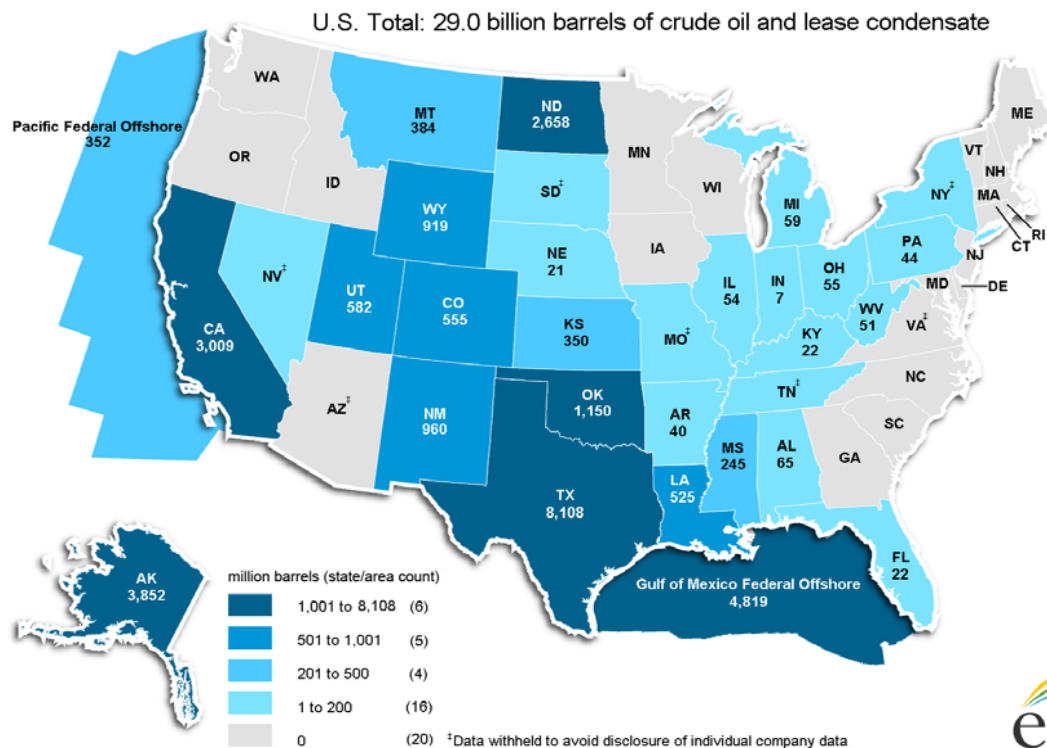 U.S. Total: 29.0 billion barrels of crude oil and lease condensate
WA
MT
384
ND
2,658
ME
Pacific Federal Offshore
352
OR
ID
MN
WI
VT
NH
MA
RI
CT
WY
919
SD‡
MI
59
NY‡
NV‡
UT
582
CO
555
NE
21
IA
IL
54
IN
7
OH
55
PA
44
NJ
DE
MD
WV
51
VA‡
CA
3,009
KS
350
MO‡
KY
22
NC
AZ‡
NM
960
OK
1,150
AR
40
TN‡
SC
MS
245
AL
65
GA
TX
8,108
LA
525
FL
22
Gulf of Mexico Federal Offshore
4,819
AK
3,852
million barrels (state/area count)
1,001 to 8,108 (6)
501 to 1,001 (5)
201 to 500 (4)
1 to 200 (16)
0 (20) ‡Data withheld to avoid disclosure of individual company data
e